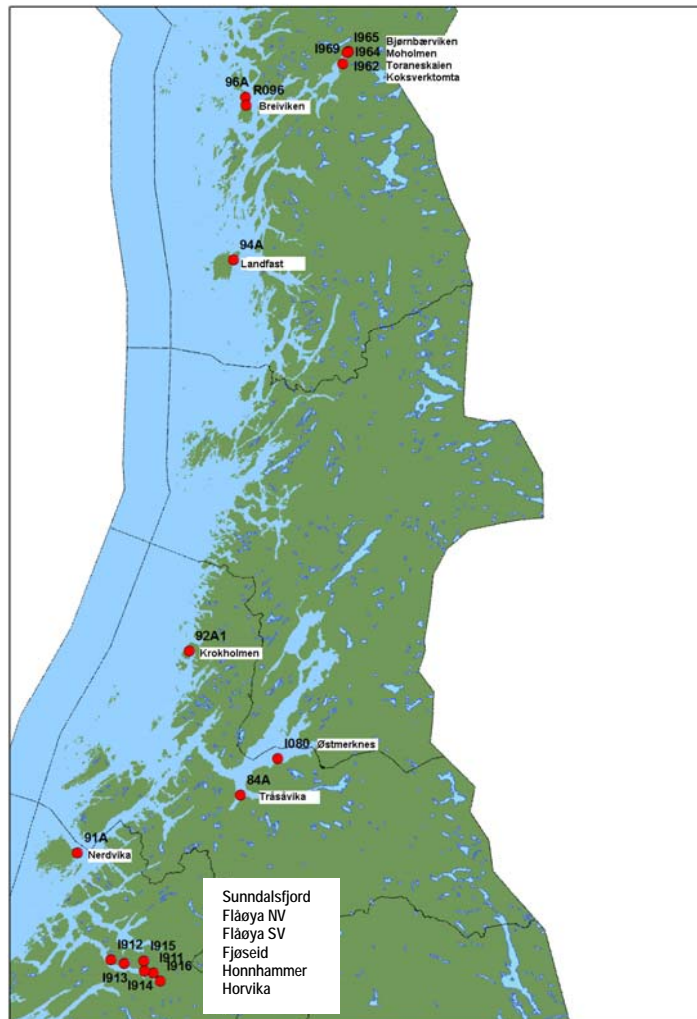 I965
Bjørnbærviken
I969
I964
Moholmen
I962
Toraneskaien
Koksverktomta
96A
R096
Breiviken
94A
Landfast
92A1
Krokholmen
I080
Østmerknes
84A
Tråsåvika
91A
Nerdvika
Sunndalsfjord
Flåøya NV
Flåøya SV
Fjøseid
Honnhammer
Horvika
I912
I915
I911
I916
I913
I914